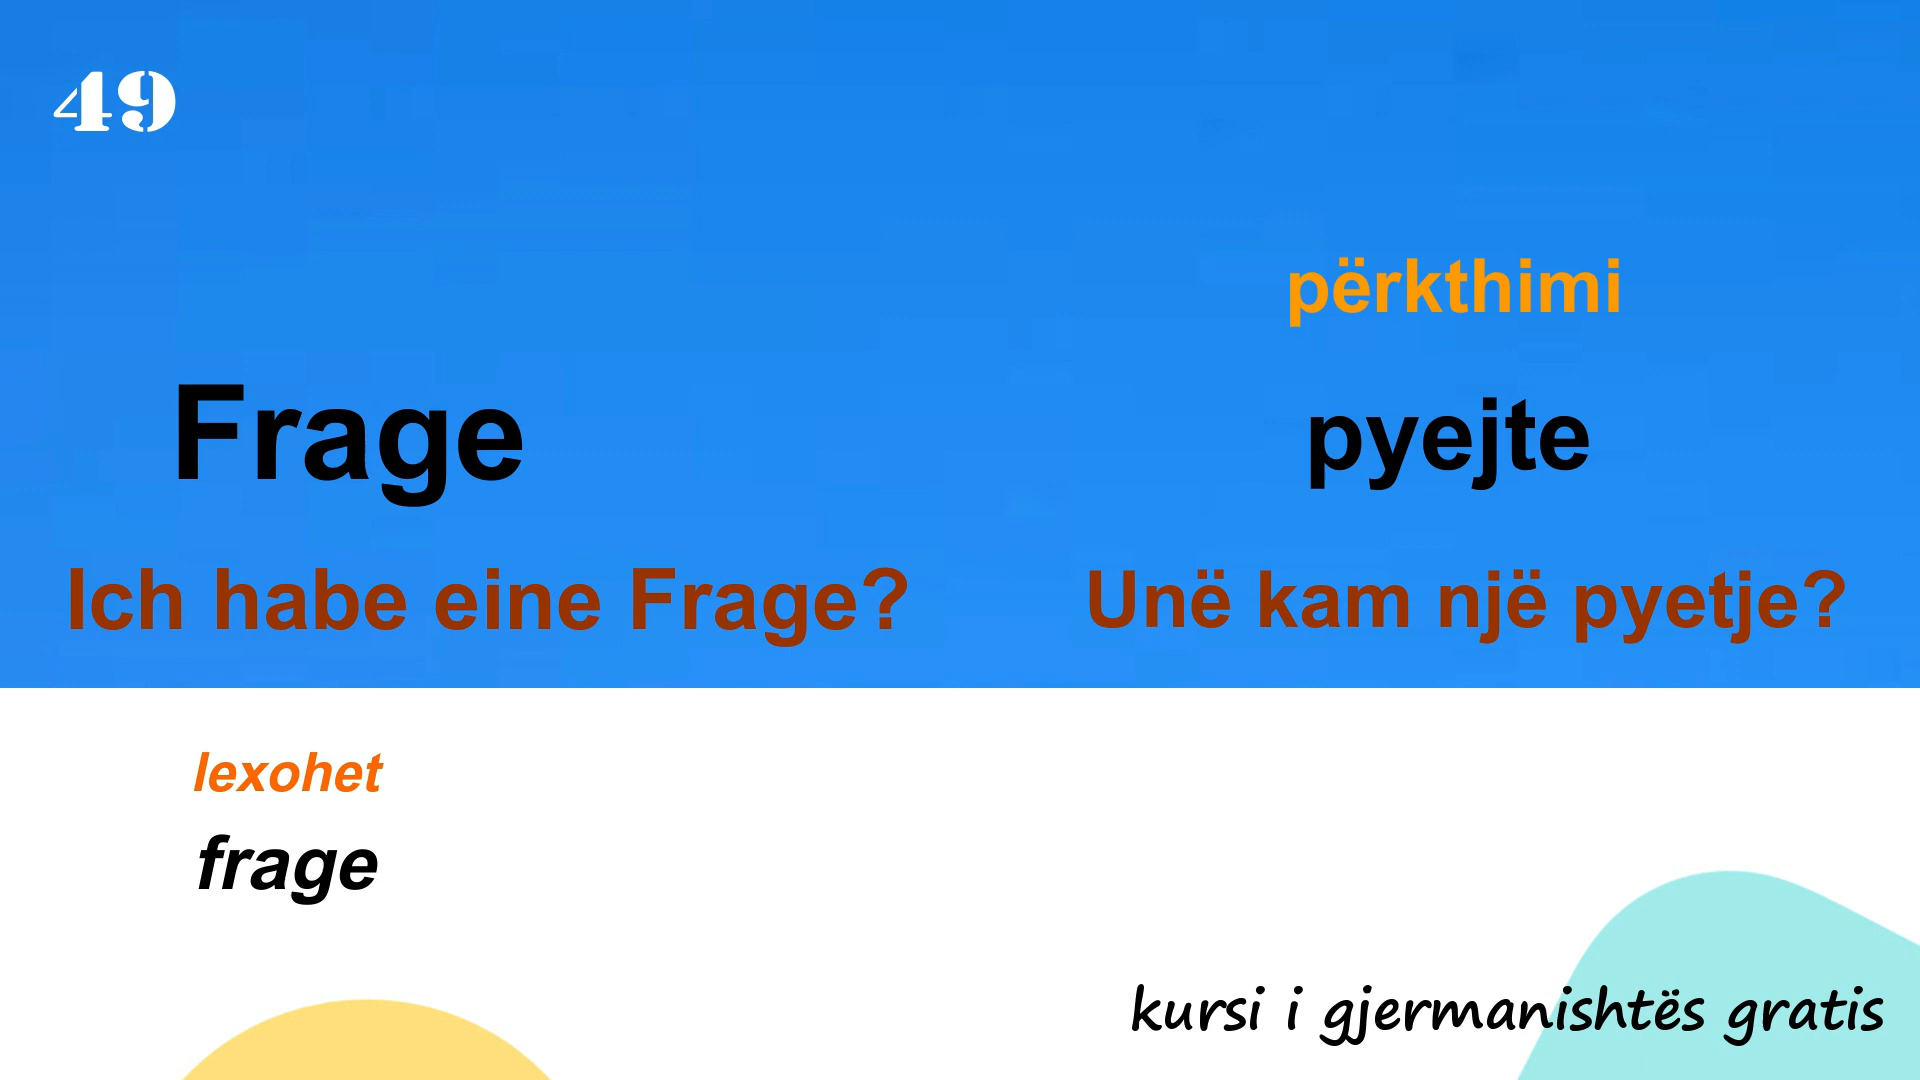 49
përkthimi
Frage
pyejte
Ich habe eine Frage?
Unë kam një pyetje?
lexohet
frage
kursi i gjermanishtës gratis